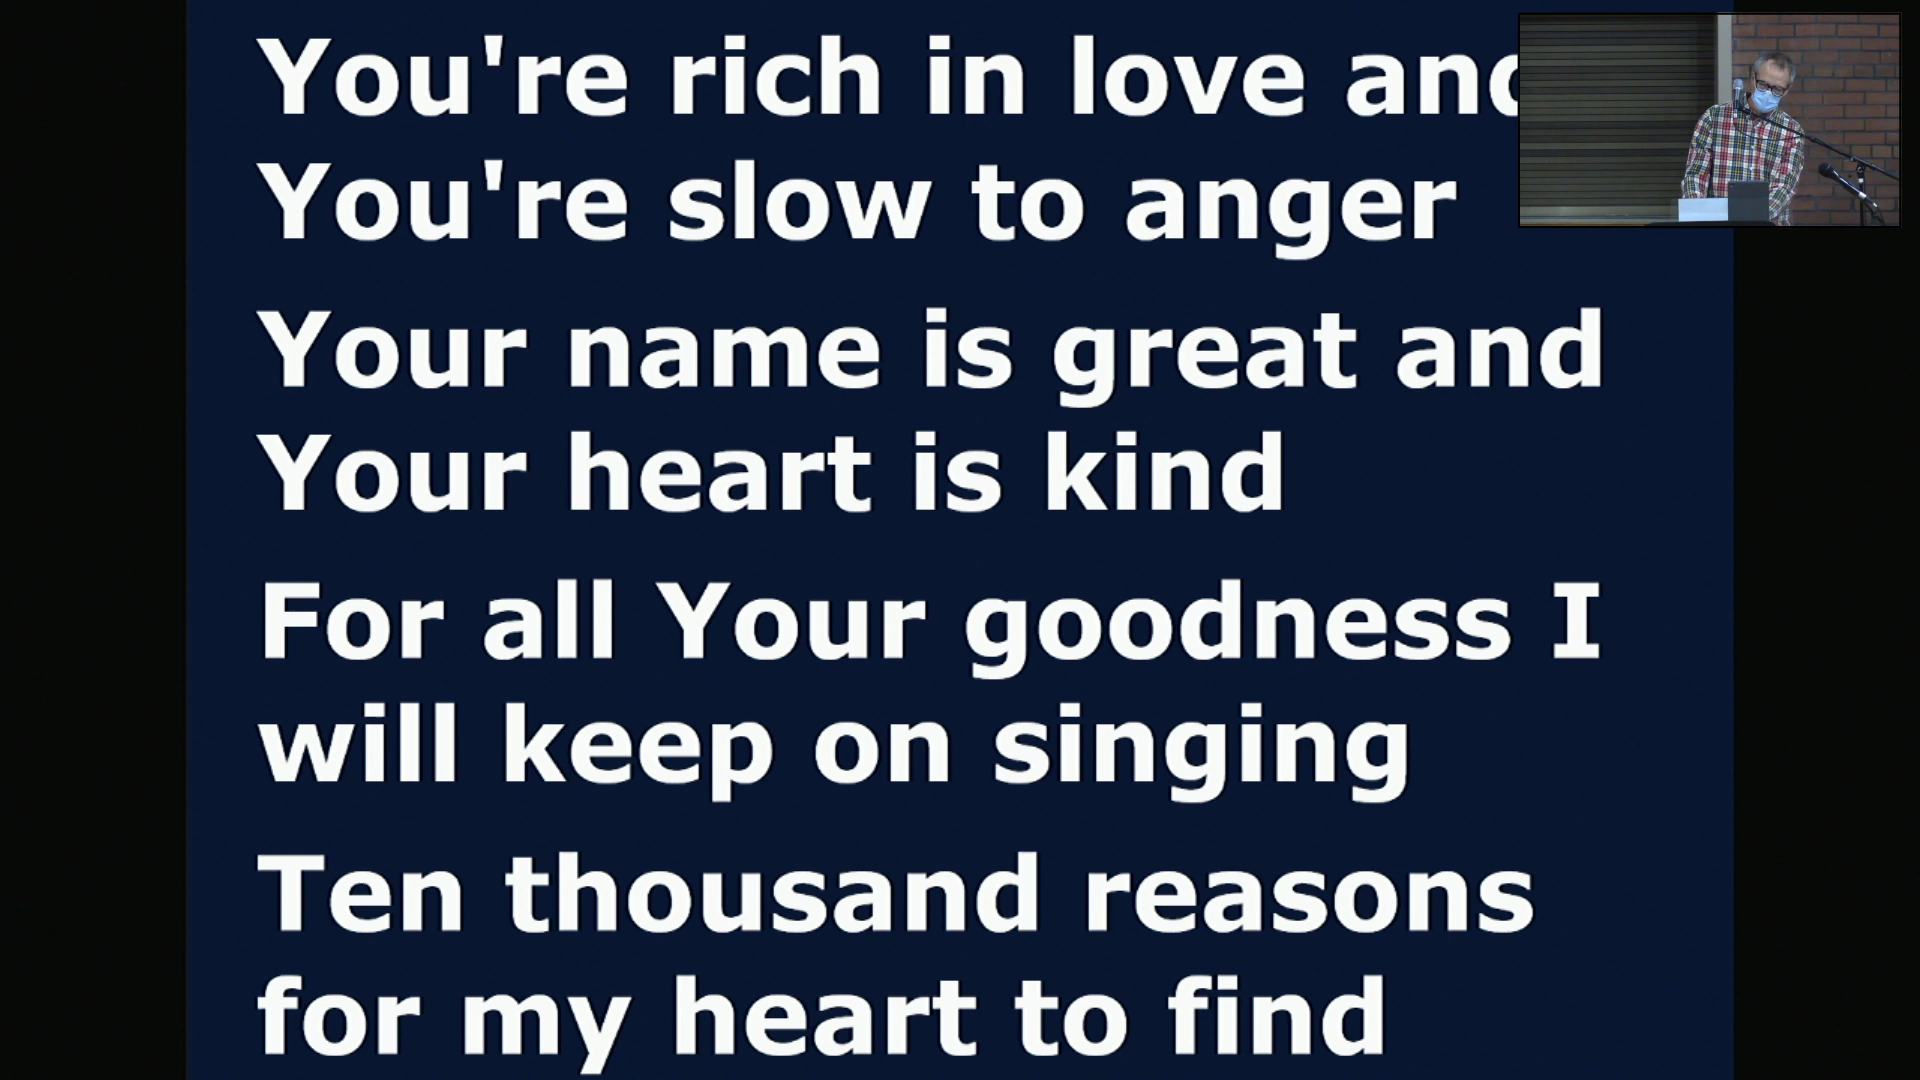 You're rich in love and
You're slow to anger
Your name is great and
Your heart is kind
For all Your goodness I
will keep on singing
Ten thousand reasons
for my heart to find